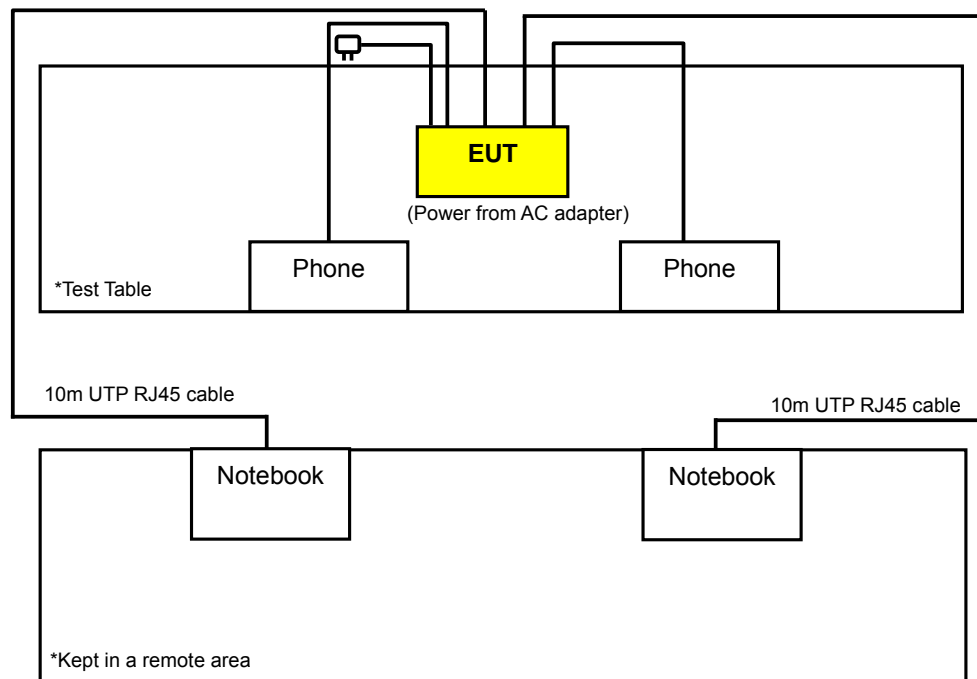 EUT
(Power from AC adapter)
Phone
Phone
*Test Table
10m UTP RJ45 cable
10m UTP RJ45 cable
Notebook
Notebook
*Kept in a remote area